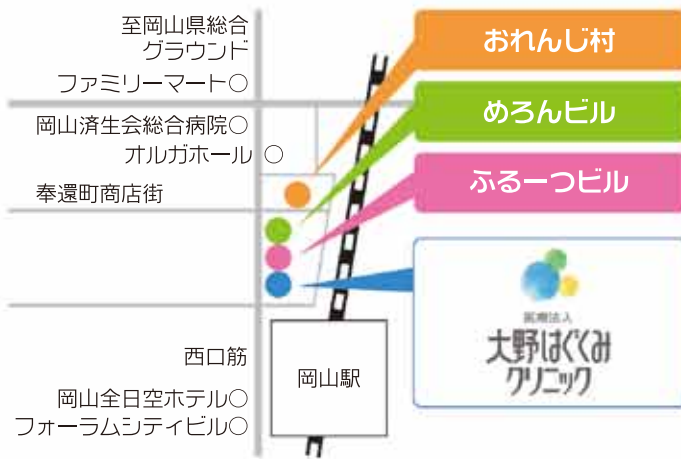 至岡山県総合
グラウンド
ファミリーマート○
岡山済生会総合病院○
オルガホール ○
奉還町商店街
西口筋
岡山全日空ホテル○
フォーラムシティビル○
岡山駅
おれんじ村
めろんビル
ふるーつビル
医療法人
大野はぐくみ
クリニック